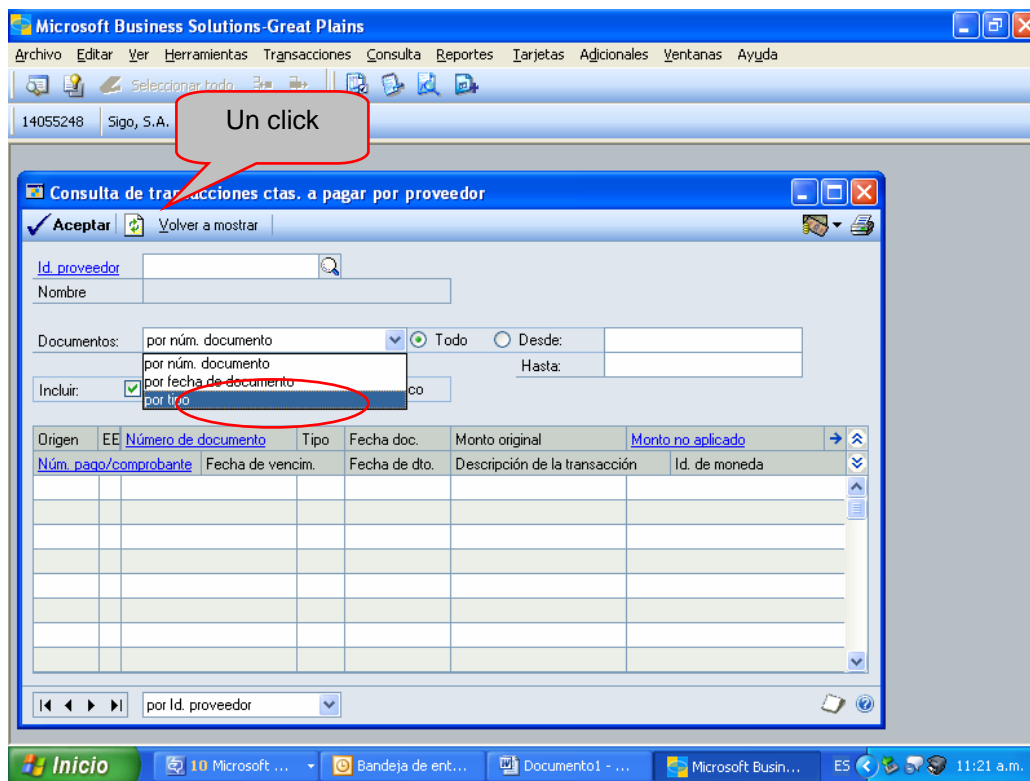 Microsoft Business Solutions-Great Plains
Archivo Editar Ver Herramientas Transacciones Consulta Reportes Tarjetas Adicionales Ventanas Ayuda
Seleccionar todo
14055248 Sigo, S.A.
Un click
Consulta de transacciones ctas. a pagar por proveedor
Aceptar Volver a mostrar
Id. proveedor
Nombre
Documentos: por núm. documento Todo Desde:
por núm. documento Hasta:
por fecha de documento
Incluir: co
por tipo
Origen EE Número de documento Tipo Fecha doc. Monto original Monto no aplicado
Núm. pago/comprobante Fecha de vencim. Fecha de dto. Descripción de la transacción Id. de moneda
por Id. proveedor
Inicio 10 Microsoft ... Bandeja de ent... Documento1 - ... Microsoft Busin... ES 11:21 a.m.